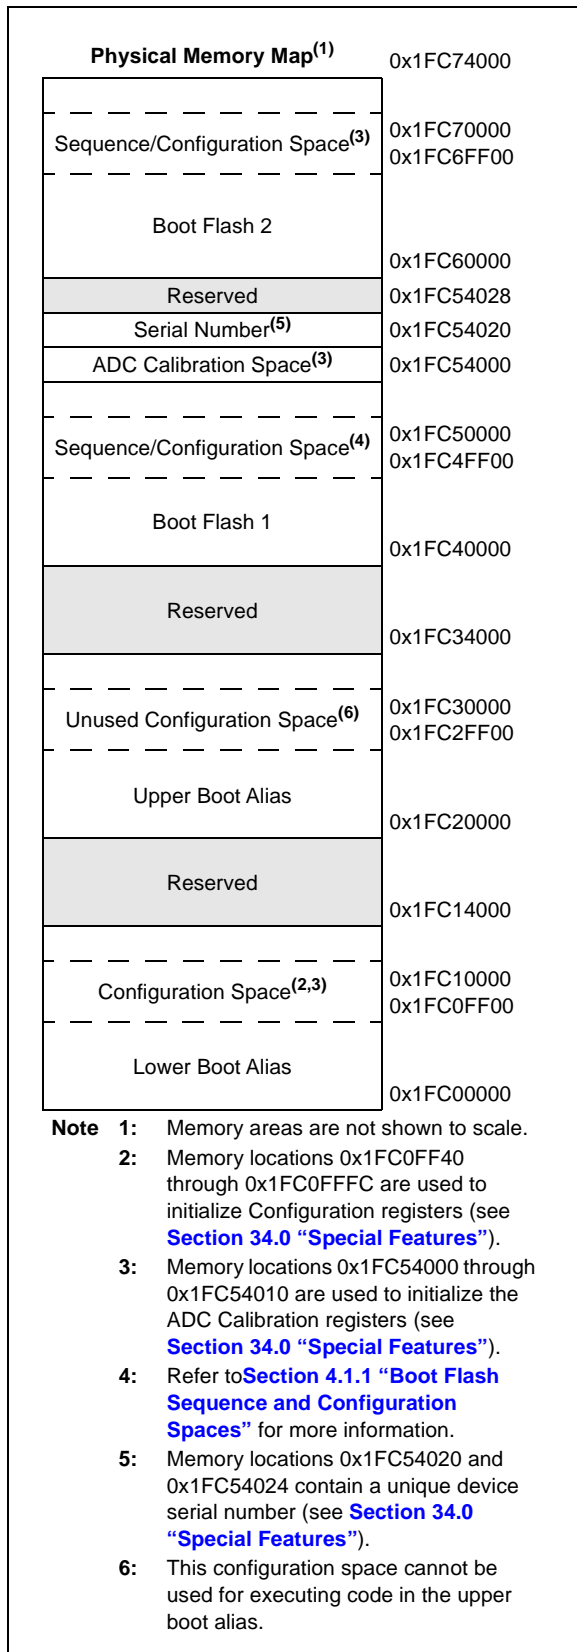 Physical Memory Map(1) 0x1FC74000
Sequence/Configuration Space(3) 0x1FC70000
0x1FC6FF00
Boot Flash 2
0x1FC60000
Reserved 0x1FC54028
Serial Number(5) 0x1FC54020
ADC Calibration Space(3) 0x1FC54000
Sequence/Configuration Space(4) 0x1FC50000
0x1FC4FF00
Boot Flash 1
0x1FC40000
Reserved
0x1FC34000
Unused Configuration Space(6) 0x1FC30000
0x1FC2FF00
Upper Boot Alias
0x1FC20000
Reserved
0x1FC14000
Configuration Space(2,3) 0x1FC10000
0x1FC0FF00
Lower Boot Alias
0x1FC00000
Note 1: Memory areas are not shown to scale.
2: Memory locations 0x1FC0FF40
through 0x1FC0FFFC are used to
initialize Configuration registers (see
Section 34.0 “Special Features”).
3: Memory locations 0x1FC54000 through
0x1FC54010 are used to initialize the
ADC Calibration registers (see
Section 34.0 “Special Features”).
4: Refer toSection 4.1.1 “Boot Flash
Sequence and Configuration
Spaces” for more information.
5: Memory locations 0x1FC54020 and
0x1FC54024 contain a unique device
serial number (see Section 34.0
“Special Features”).
6: This configuration space cannot be
used for executing code in the upper
boot alias.